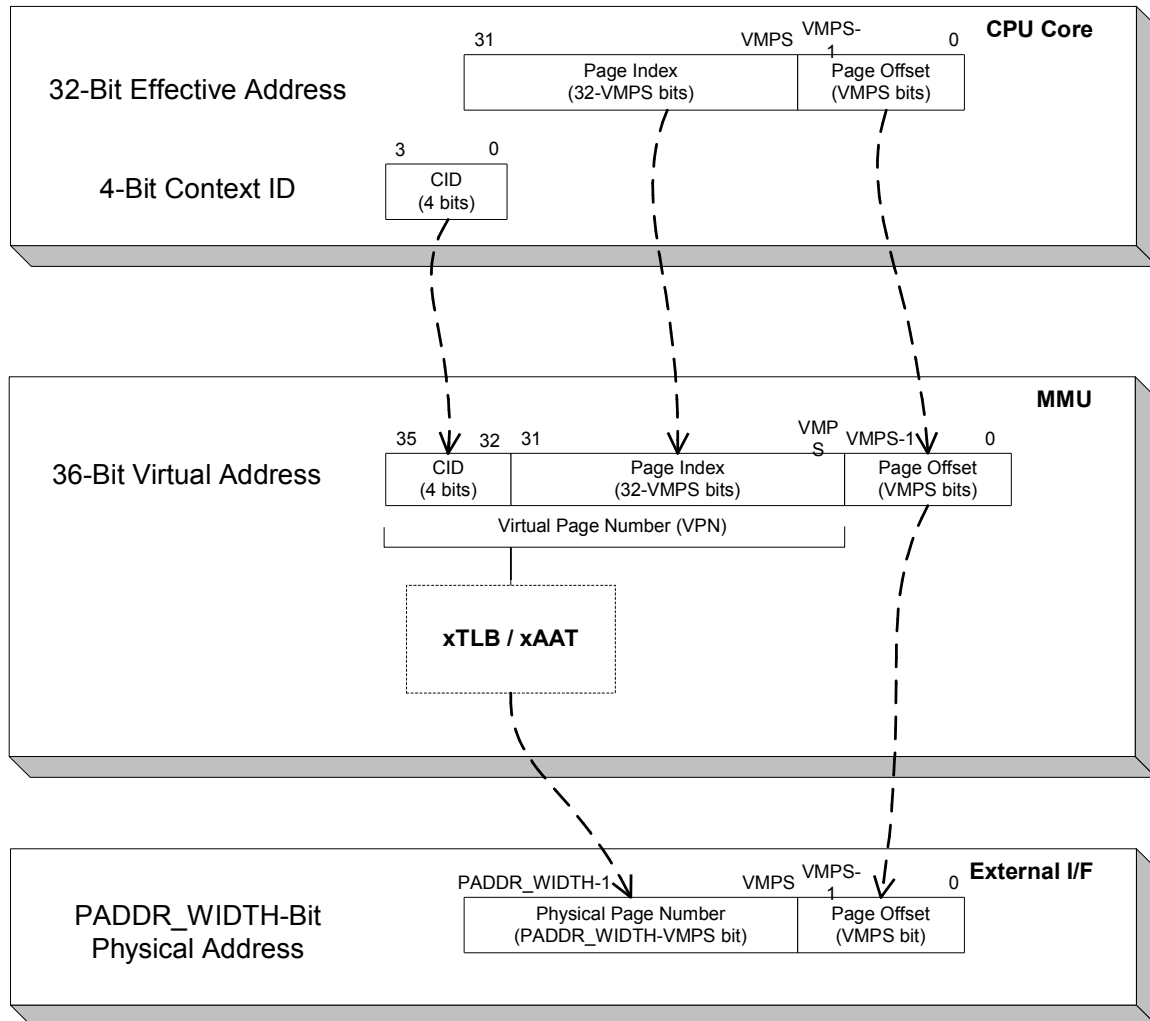 CPU Core
31 VMPS VMPS-1 0
32-Bit Effective Address
Page Index
(32-VMPS bits)
Page Offset
(VMPS bits)
3 0
4-Bit Context ID
CID
(4 bits)
MMU
35 32 31 VMPS VMPS-1 0
36-Bit Virtual Address
CID
(4 bits)
Page Index
(32-VMPS bits)
Page Offset
(VMPS bits)
Virtual Page Number (VPN)
xTLB / xAAT
External I/F
PADDR_WIDTH-1 VMPS VMPS-1 0
PADDR_WIDTH-Bit
Physical Address
Physical Page Number
(PADDR_WIDTH-VMPS bit)
Page Offset
(VMPS bit)